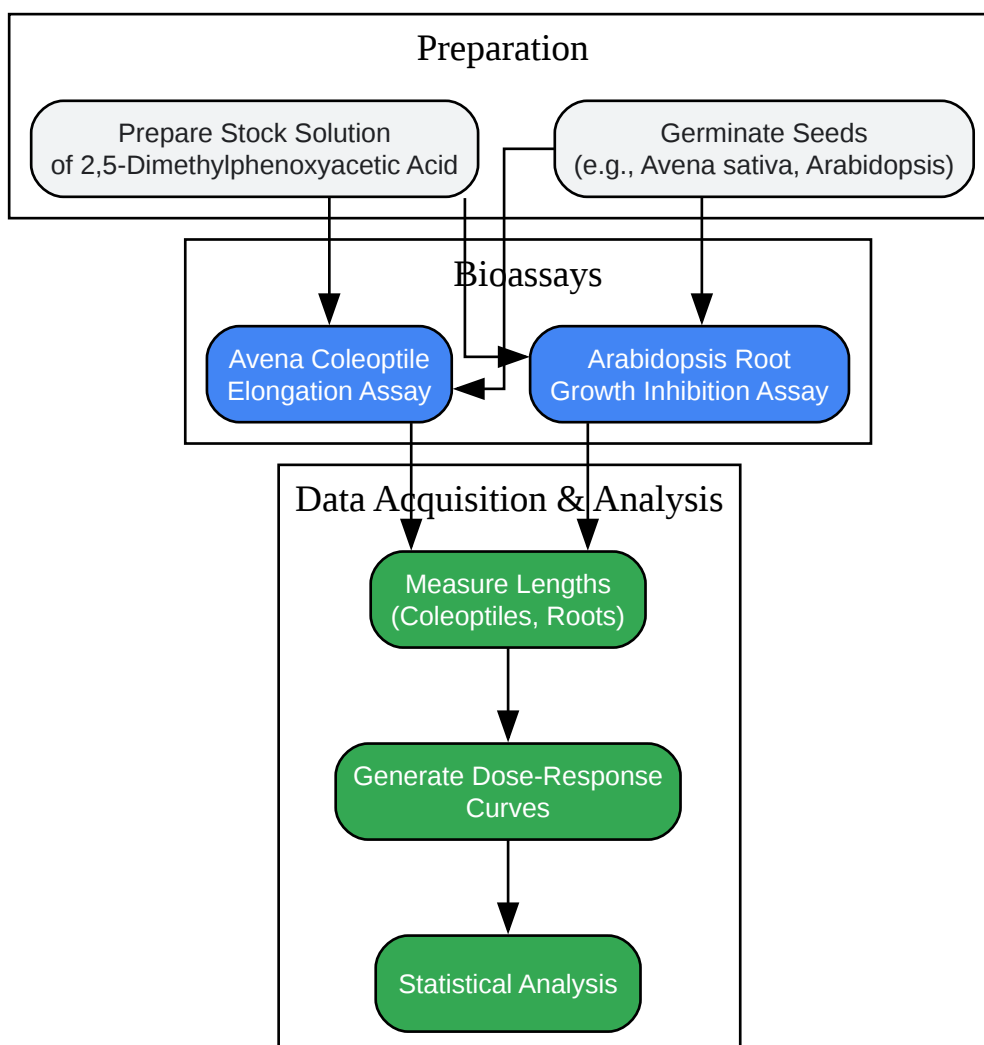 Preparation
Prepare Stock Solution
of 2,5-Dimethylphenoxyacetic Acid
Germinate Seeds
(e.g., Avena sativa, Arabidopsis)
Bioassays
Avena Coleoptile
Elongation Assay
Arabidopsis Root
Growth Inhibition Assay
Data Acquisition & Analysis
Measure Lengths
(Coleoptiles, Roots)
Generate Dose-Response
Curves
Statistical Analysis